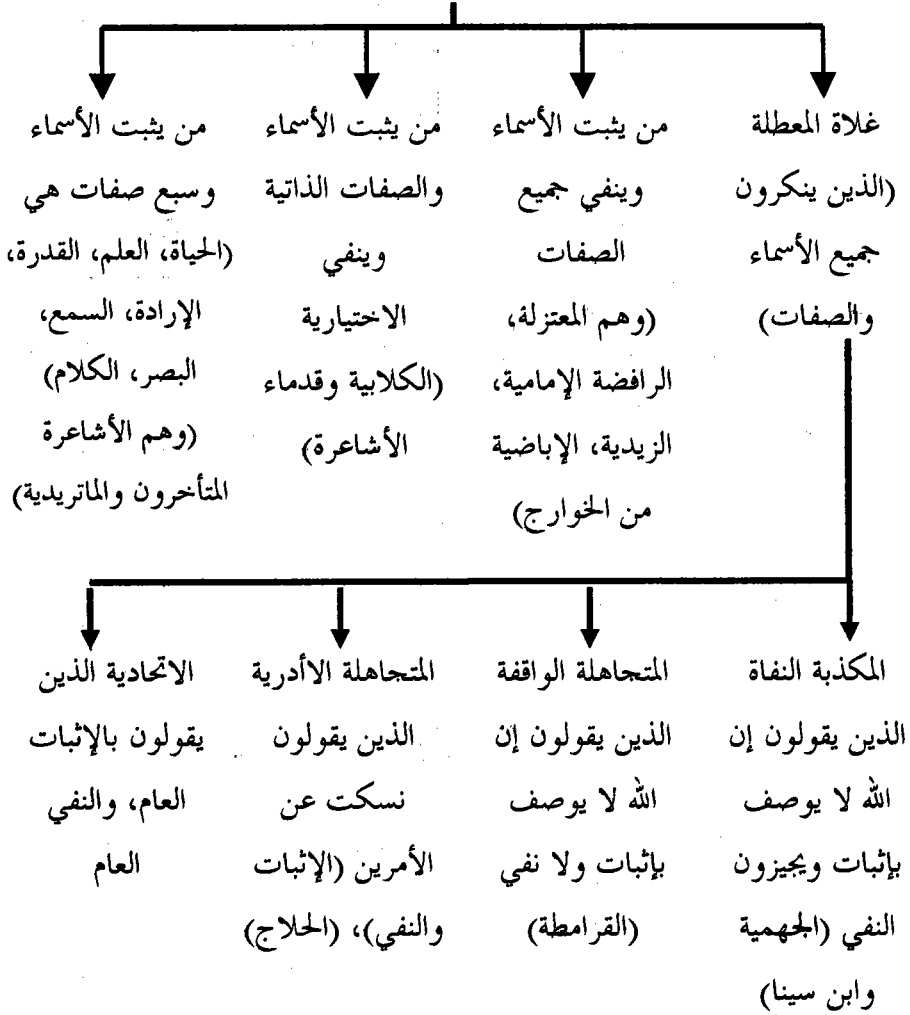 غلاة المعطلة
(الذين ينكرون
جميع الأسماء
والصفات)
من يثبت الأسماء
وينفي جميع
الصفات
(وهم المعتزلة،
الرافضة الإمامية،
الزيدية، الإباضية
من الخوارج)
من يثبت الأسماء
والصفات الذاتية
وينفي
الاختيارية
(الكلابية وقدماء
الأشاعرة)
من يثبت الأسماء
وسبع صفات هي
(الحياة، العلم، القدرة،
الإرادة، السمع،
البصر، الكلام)
(وهم الأشاعرة
المتأخرون والماتريدية)
المكذبة النفاة
الذين يقولون إن
الله لا يوصف
بإثبات ويجيزون
النفي (الجهمية
وابن سينا)
المتجاهلة الواقفة
الذين يقولون إن
الله لا يوصف
بإثبات ولا نفي
(القرامطة)
المتجاهلة الاأدرية
الذين يقولون
نسكت عن
الأمرين (الإثبات
والنفي)، (الحلاج)
الاتحادية الذين
يقولون بالإثبات
العام، والنفي
العام